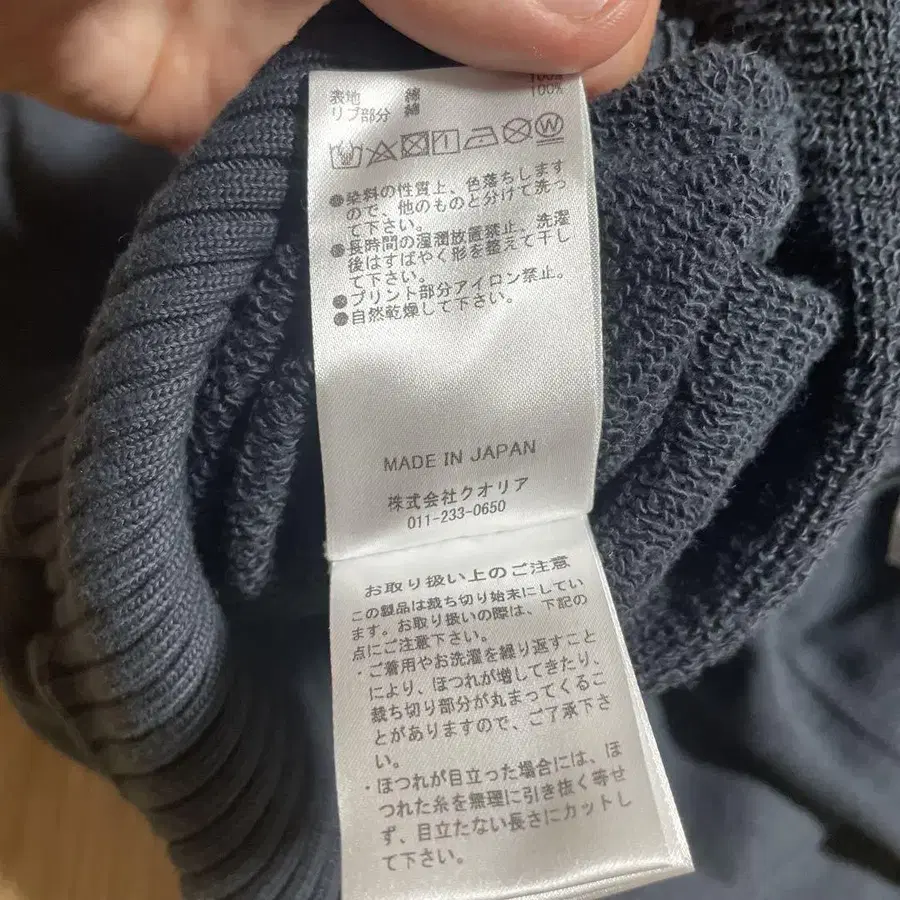 表地 綿 100%
リブ部分 綿 100%
W
●染料の性質上、色落ちします
ので、他のものと分けて洗っ
て下さい。
●長時間の湿潤放置禁止、洗濯
後はすばやく形を整えて干し
て下さい。
●プリント部分アイロン禁止。
●自然乾燥して下さい。
MADE IN JAPAN
株式会社クオリア
011-233-0650
お取り扱い上のご注意
この製品は裁ち切り始末にしてい
ます。お取り扱いの際は、下記の
点にご注意下さい。
・ご着用やお洗濯を繰り返すこと
により、ほつれが増してきたり、
裁ち切り部分が丸まってくるこ
とがありますので、ご了承下さ
い。
・ほつれが目立った場合には、ほ
つれた糸を無理に引き抜く寄せ
ず、目立たない長さにカットし
て下さい。